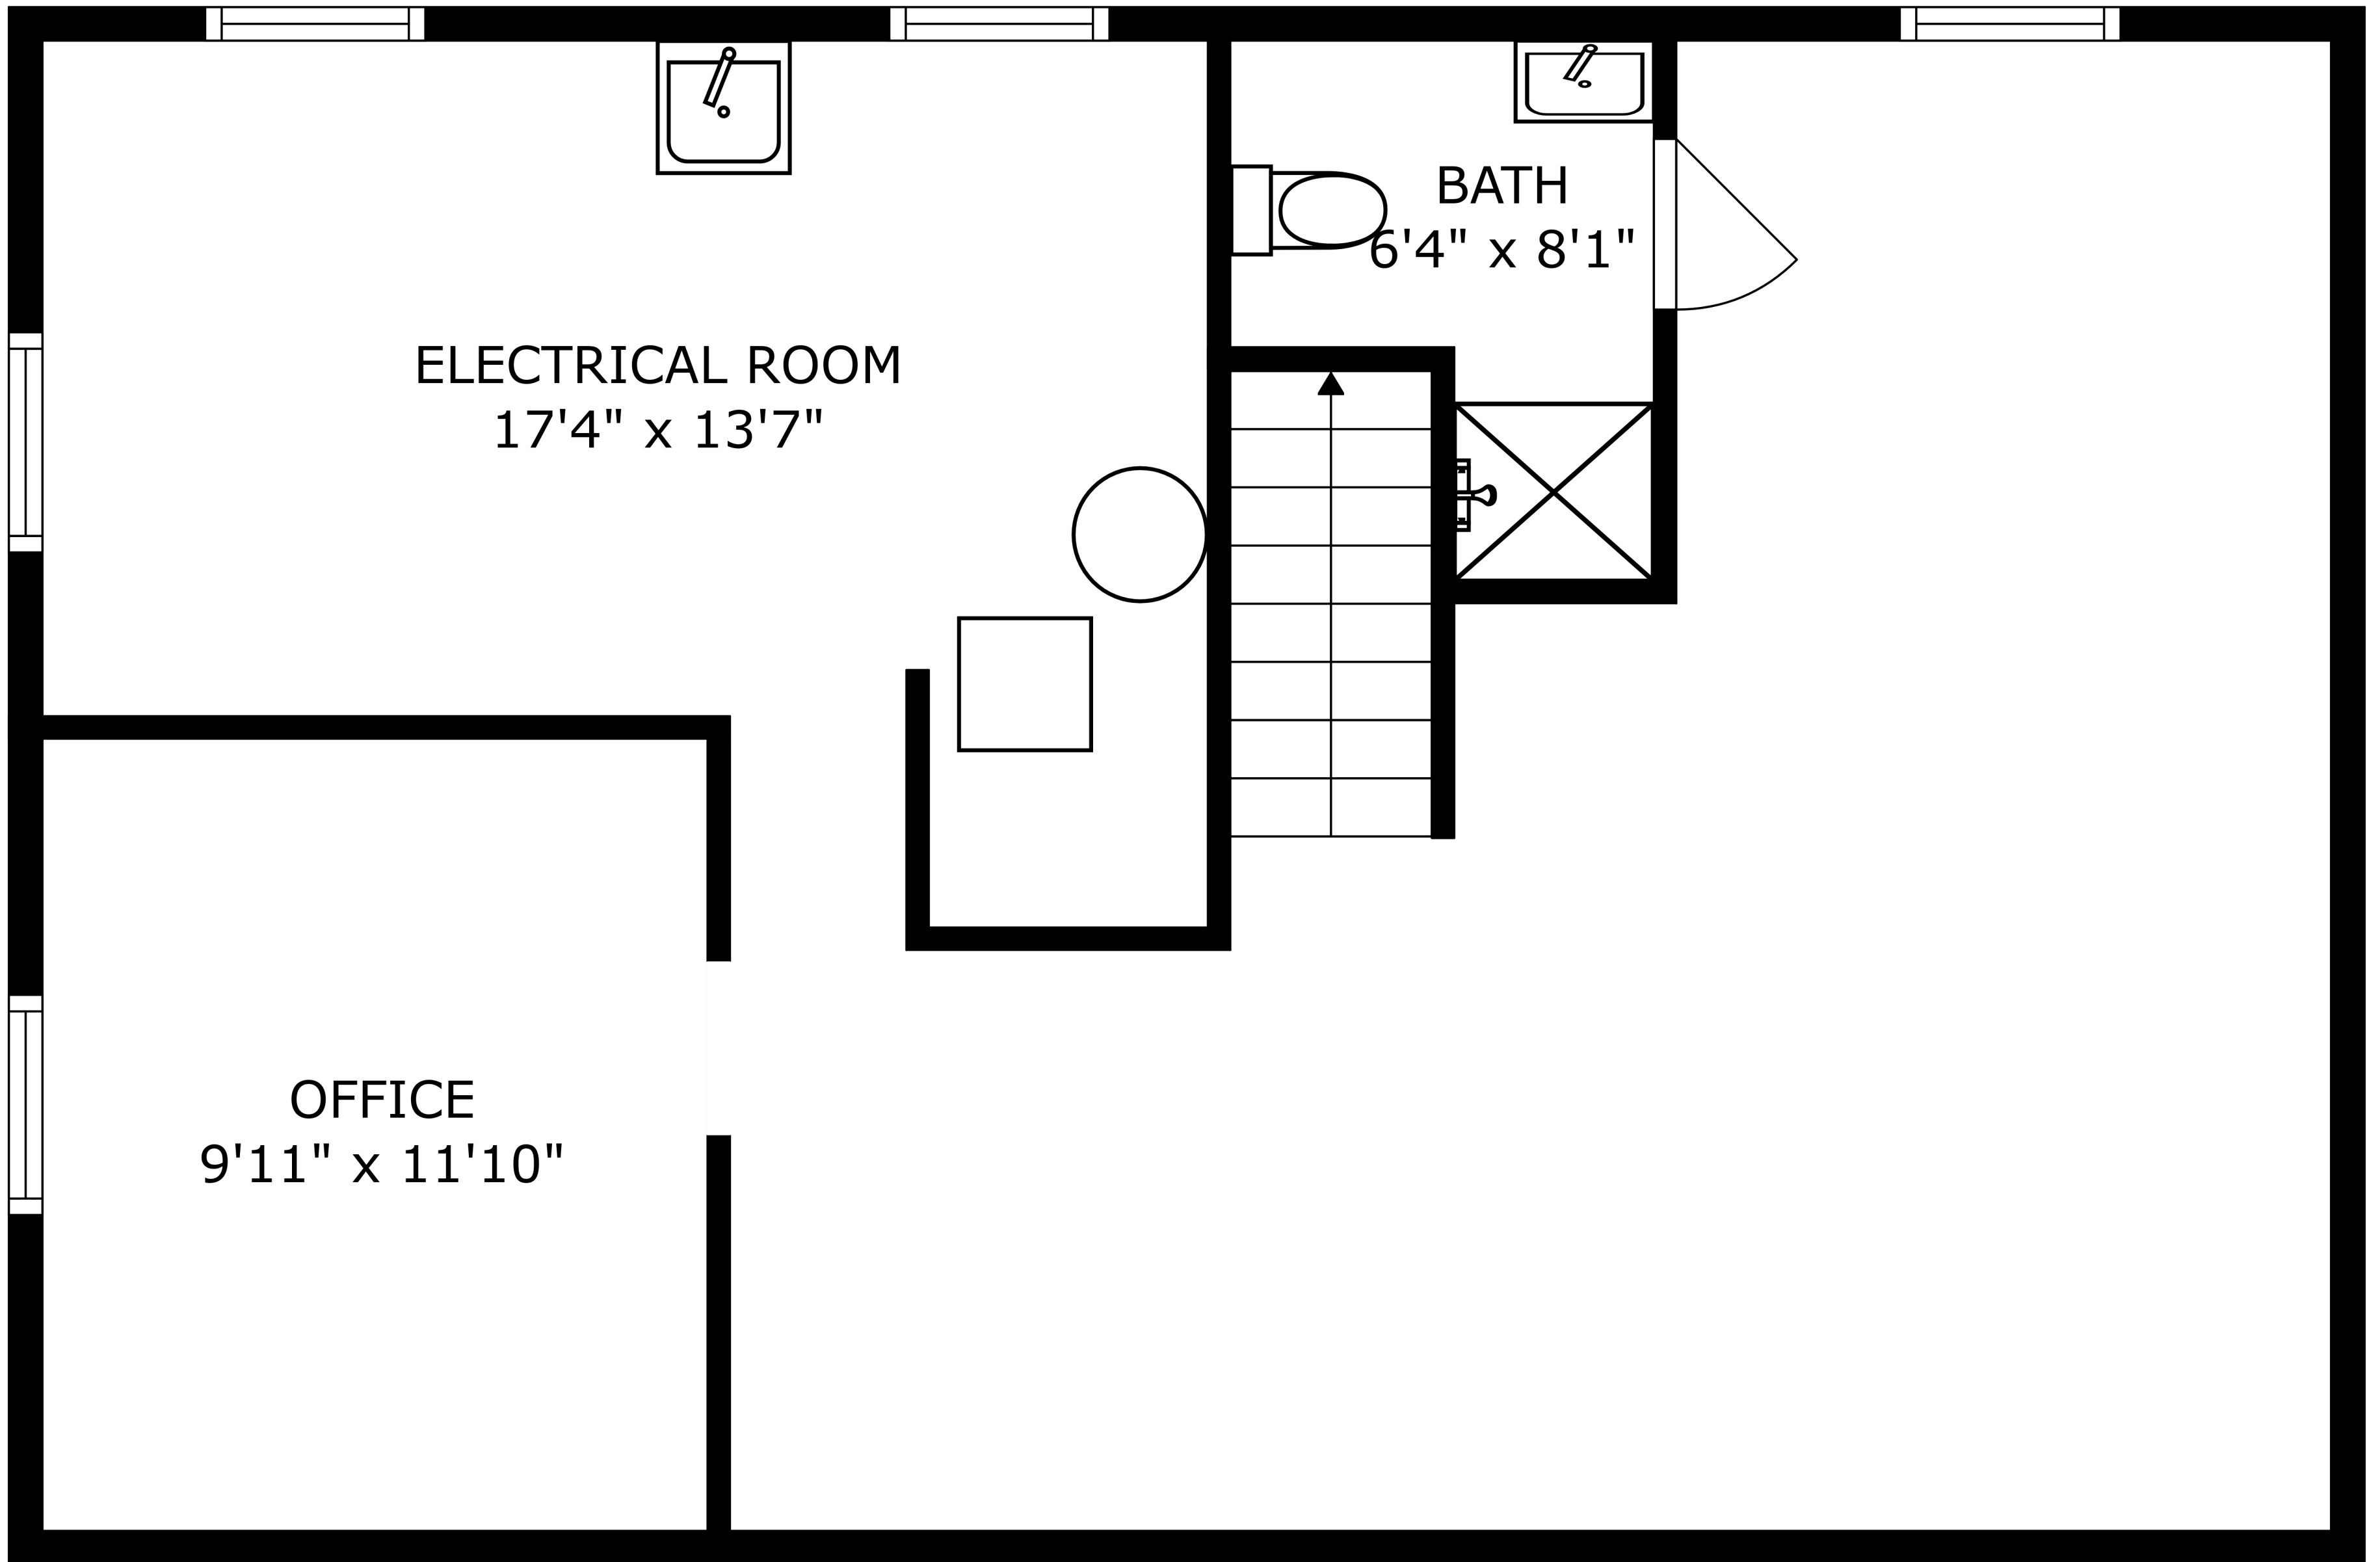 BATH
6'4" x 8'1"
ELECTRICAL ROOM
17'4" x 13'7"
OFFICE
9'11" x 11'10"